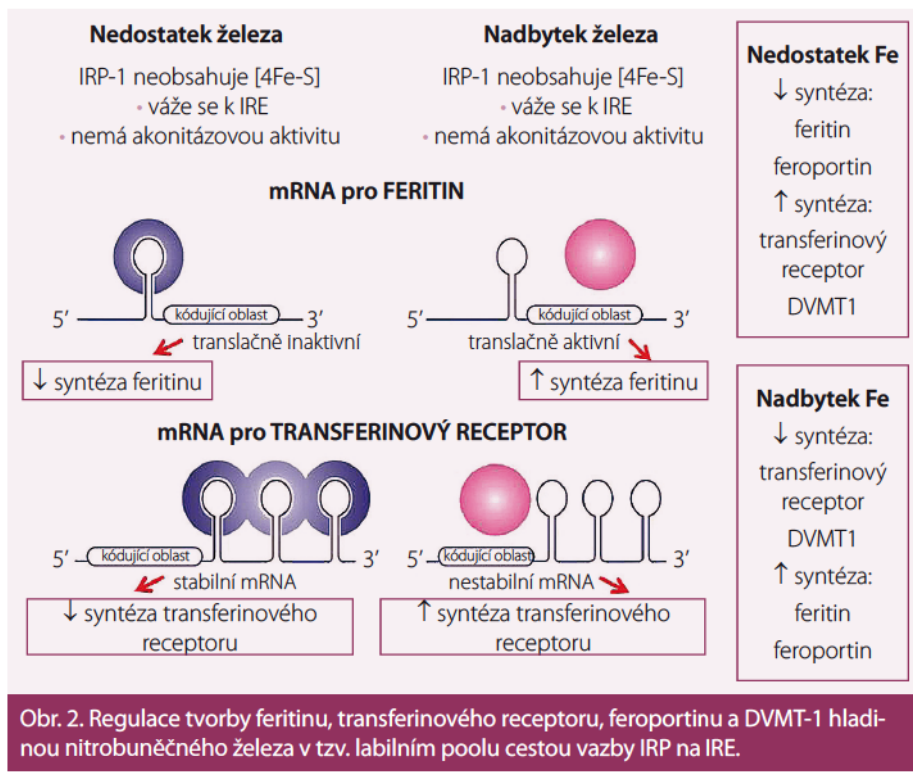 Nedostatek železa
IRP-1 neobsahuje [4Fe-S]
• váže se k IRE
• nemá akonitázovou aktivitu
Nadbytek železa
IRP-1 neobsahuje [4Fe-S]
• váže se k IRE
• nemá akonitázovou aktivitu
mRNA pro FERITIN
5′ kódující oblast 3′
translačně inaktivní
↓ syntéza feritinu
5′ kódující oblast 3′
translačně aktivní
↑ syntéza feritinu
mRNA pro TRANSFERINOVÝ RECEPTOR
5′ kódující oblast 3′
stabilní mRNA
↓ syntéza transferinového
receptoru
5′ kódující oblast 3′
nestabilní mRNA
↑ syntéza transferinového
receptoru
Nedostatek Fe
↓ syntéza:
feritin
feroportin
↑ syntéza:
transferinový
receptor
DVMT1
Nadbytek Fe
↓ syntéza:
transferinový
receptor
DVMT1
↑ syntéza:
feritin
feroportin
Obr. 2. Regulace tvorby feritinu, transferinového receptoru, feroportinu a DVMT-1 hladi-
nou nitrobuněčného železa v tzv. labilním poolu cestou vazby IRP na IRE.